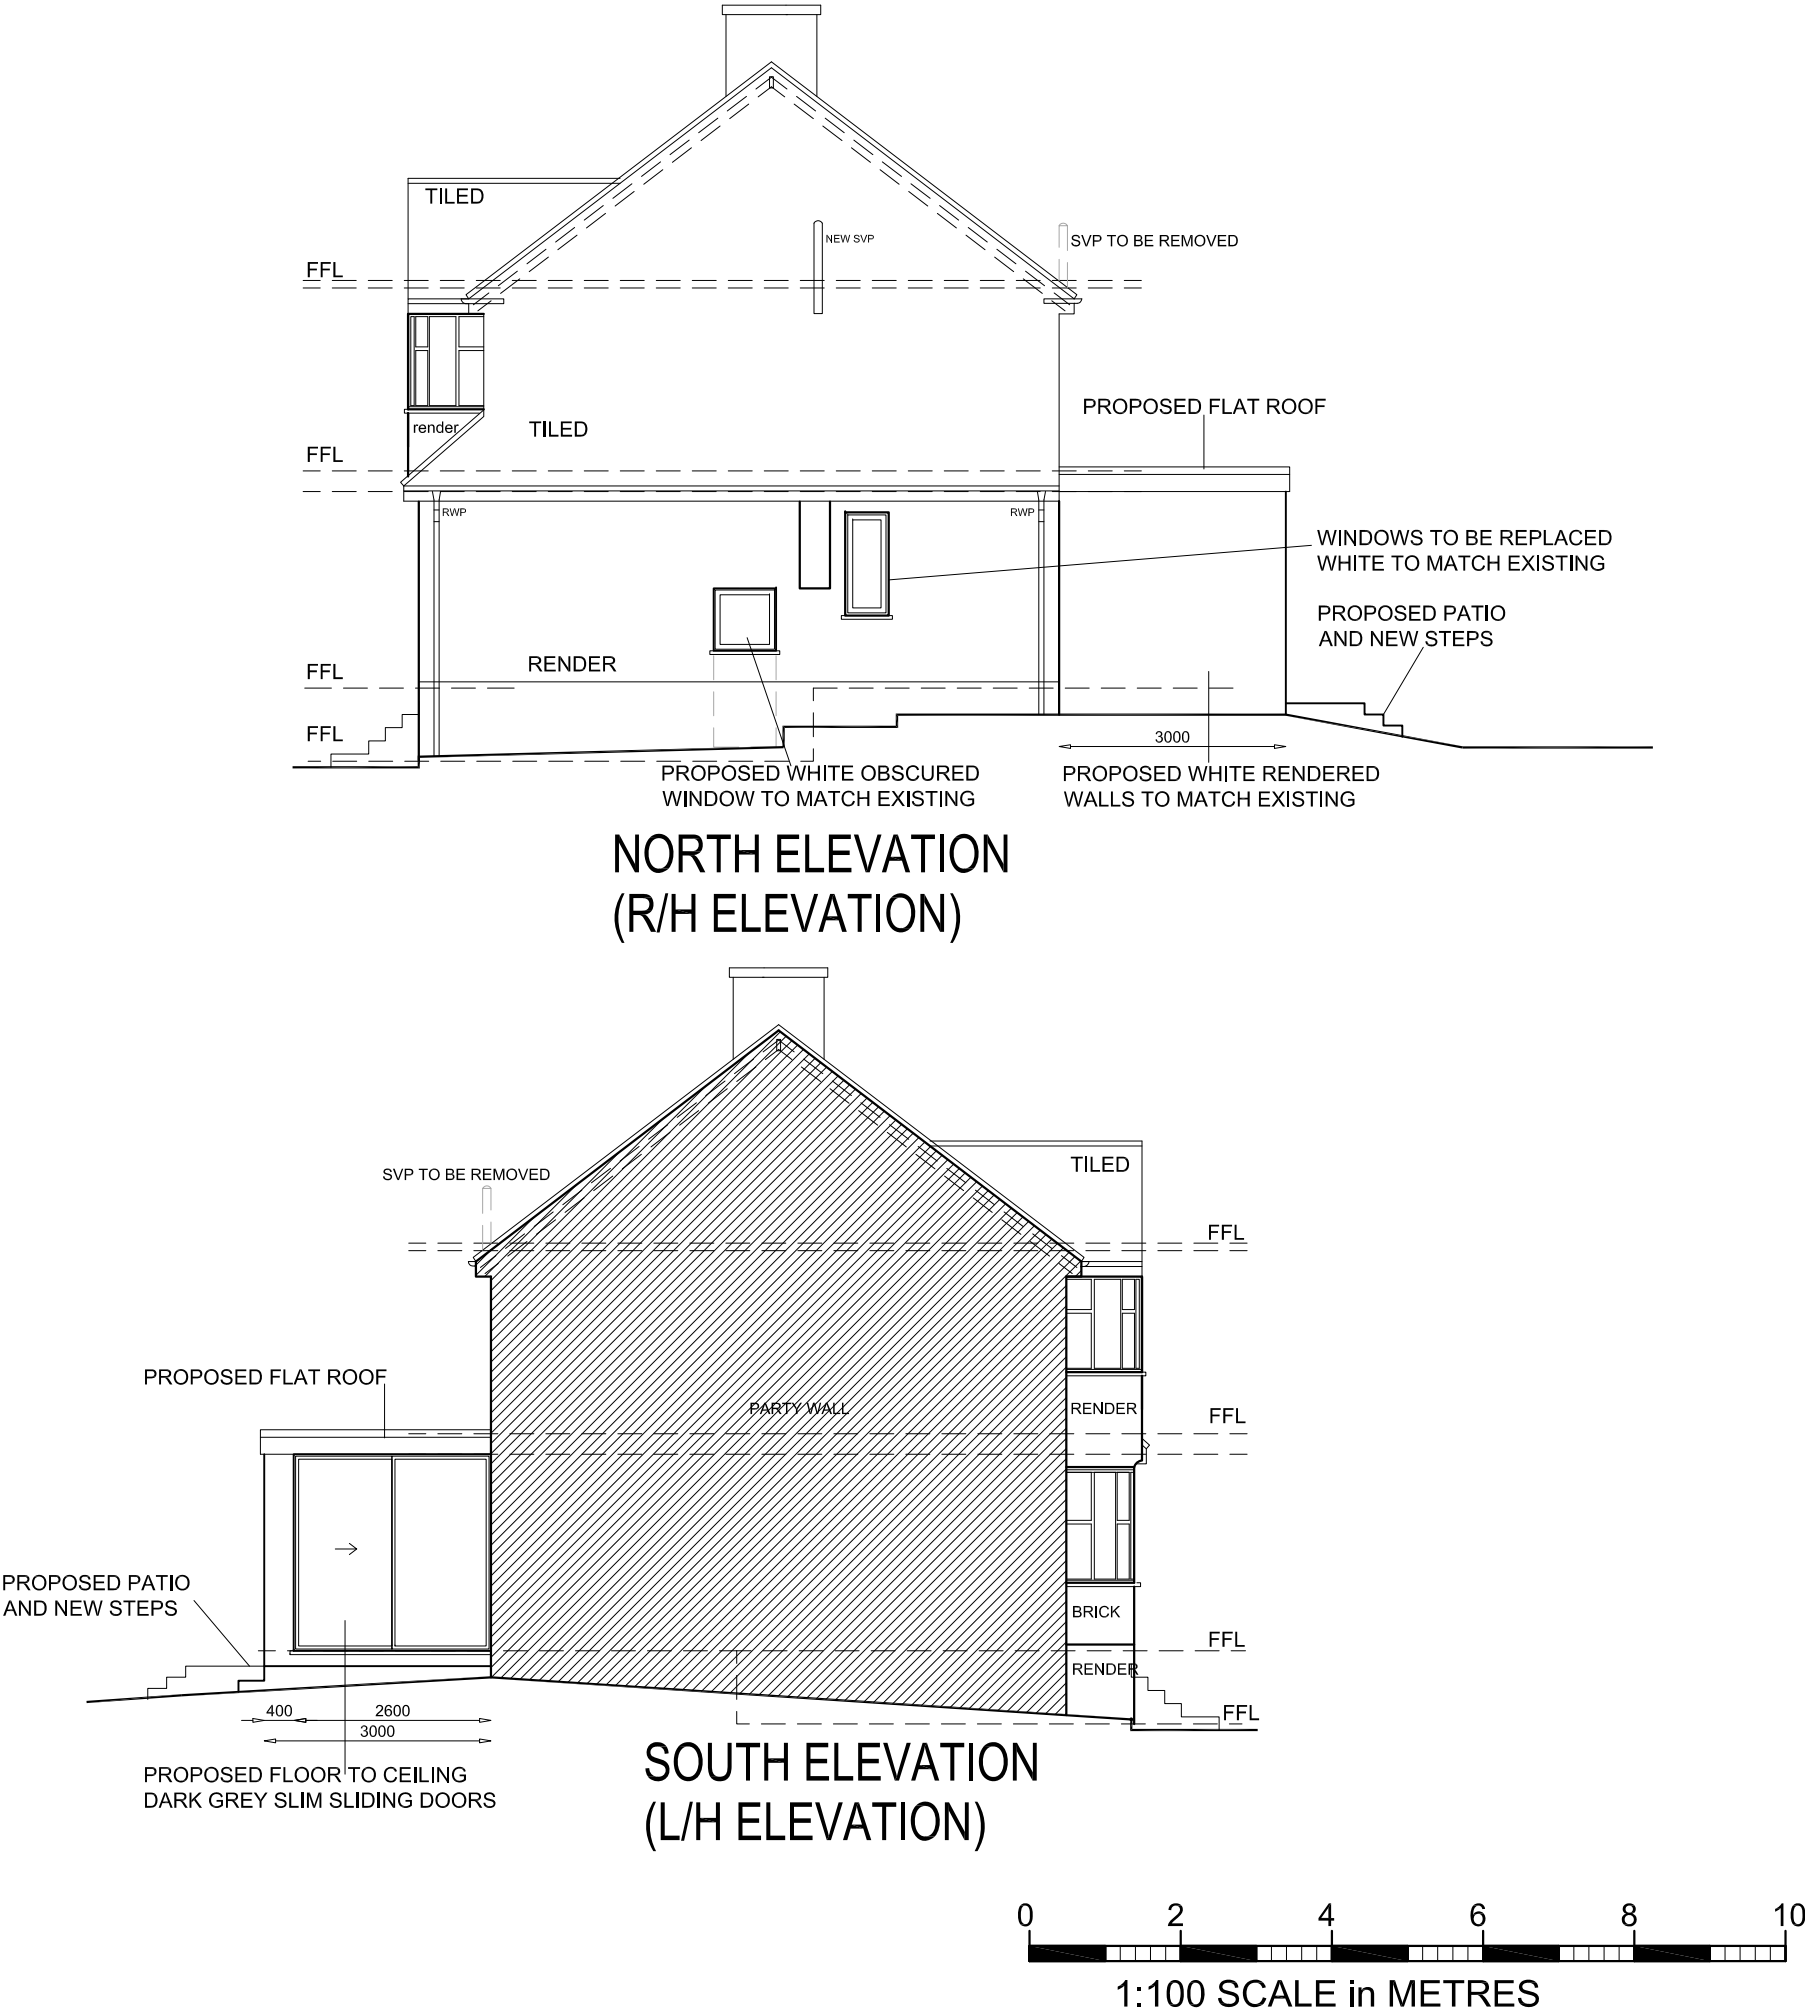 TILED
NEW SVP
SVP TO BE REMOVED
FFL
PROPOSED FLAT ROOF
render
TILED
FFL
RWP
RWP
WINDOWS TO BE REPLACED
WHITE TO MATCH EXISTING
PROPOSED PATIO
AND NEW STEPS
RENDER
FFL
FFL
3000
PROPOSED WHITE OBSCURED
WINDOW TO MATCH EXISTING
PROPOSED WHITE RENDERED
WALLS TO MATCH EXISTING
NORTH ELEVATION
(R/H ELEVATION)
SVP TO BE REMOVED
TILED
FFL
PROPOSED FLAT ROOF
PARTY WALL
RENDER
FFL
PROPOSED PATIO
AND NEW STEPS
BRICK
FFL
RENDER
FFL
400
2600
3000
PROPOSED FLOOR TO CEILING
DARK GREY SLIM SLIDING DOORS
SOUTH ELEVATION
(L/H ELEVATION)
0 2 4 6 8 10
1:100 SCALE in METRES